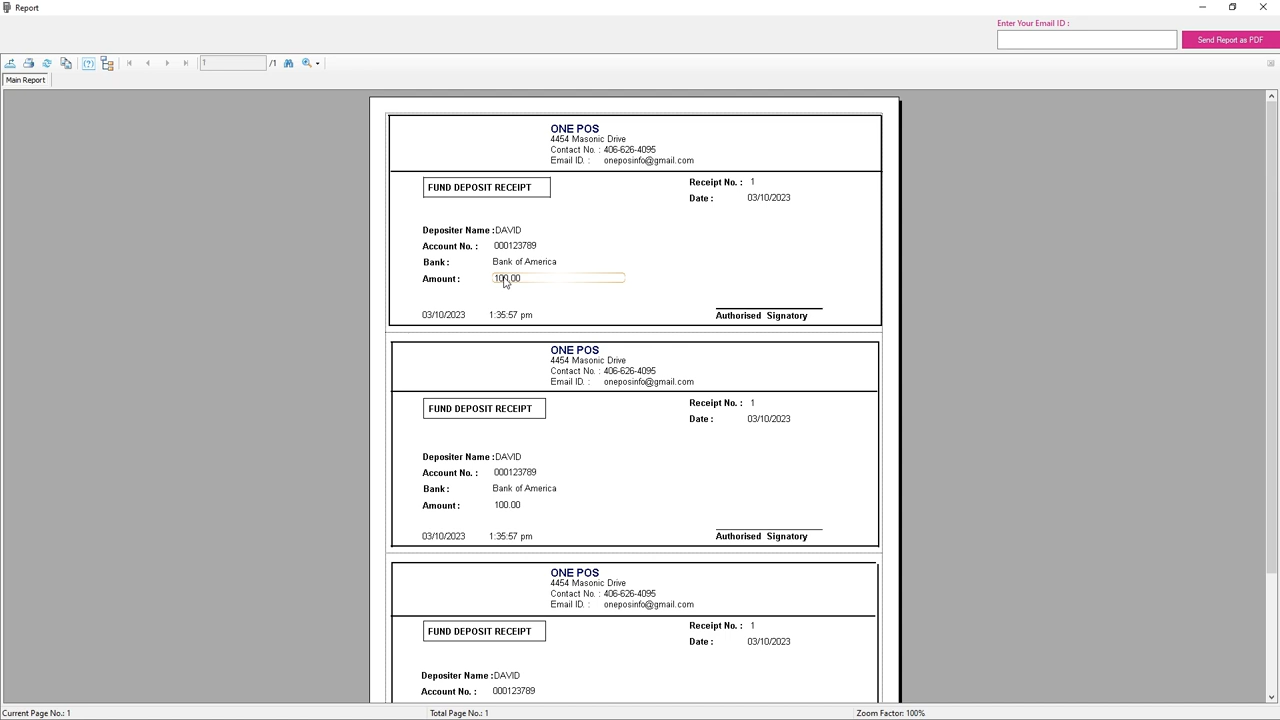 Report
Enter Your Email ID :
Send Report as PDF
1 /1
Main Report
ONE POS
4454 Masonic Drive
Contact No. : 406-626-4095
Email ID. : oneposinfo@gmail.com
FUND DEPOSIT RECEIPT
Receipt No. : 1
Date : 03/10/2023
Depositer Name : DAVID
Account No. : 000123789
Bank : Bank of America
Amount : 100.00
03/10/2023 1:35:57 pm
Authorised Signatory
ONE POS
4454 Masonic Drive
Contact No. : 406-626-4095
Email ID. : oneposinfo@gmail.com
FUND DEPOSIT RECEIPT
Receipt No. : 1
Date : 03/10/2023
Depositer Name : DAVID
Account No. : 000123789
Bank : Bank of America
Amount : 100.00
03/10/2023 1:35:57 pm
Authorised Signatory
ONE POS
4454 Masonic Drive
Contact No. : 406-626-4095
Email ID. : oneposinfo@gmail.com
FUND DEPOSIT RECEIPT
Receipt No. : 1
Date : 03/10/2023
Depositer Name : DAVID
Account No. : 000123789
Current Page No.: 1 Total Page No.: 1 Zoom Factor: 100%